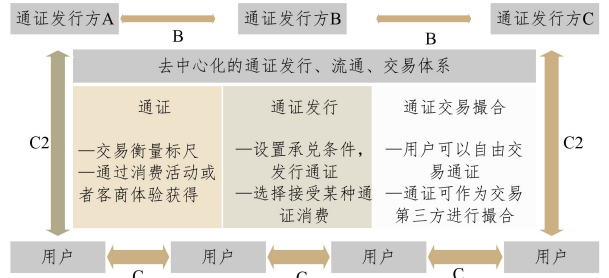 通证发行方A
通证发行方B
通证发行方C
B
B
去中心化的通证发行、流通、交易体系
C2
C2
通证
—交易衡量标尺
—通过消费活动或
者客商体验获得
通证发行
—设置承兑条件，
发行通证
—选择接受某种通
证消费
通证交易撮合
—用户可以自由交
易通证
—通证可作为交易
第三方进行撮合
用户
用户
用户
用户
C
C
C